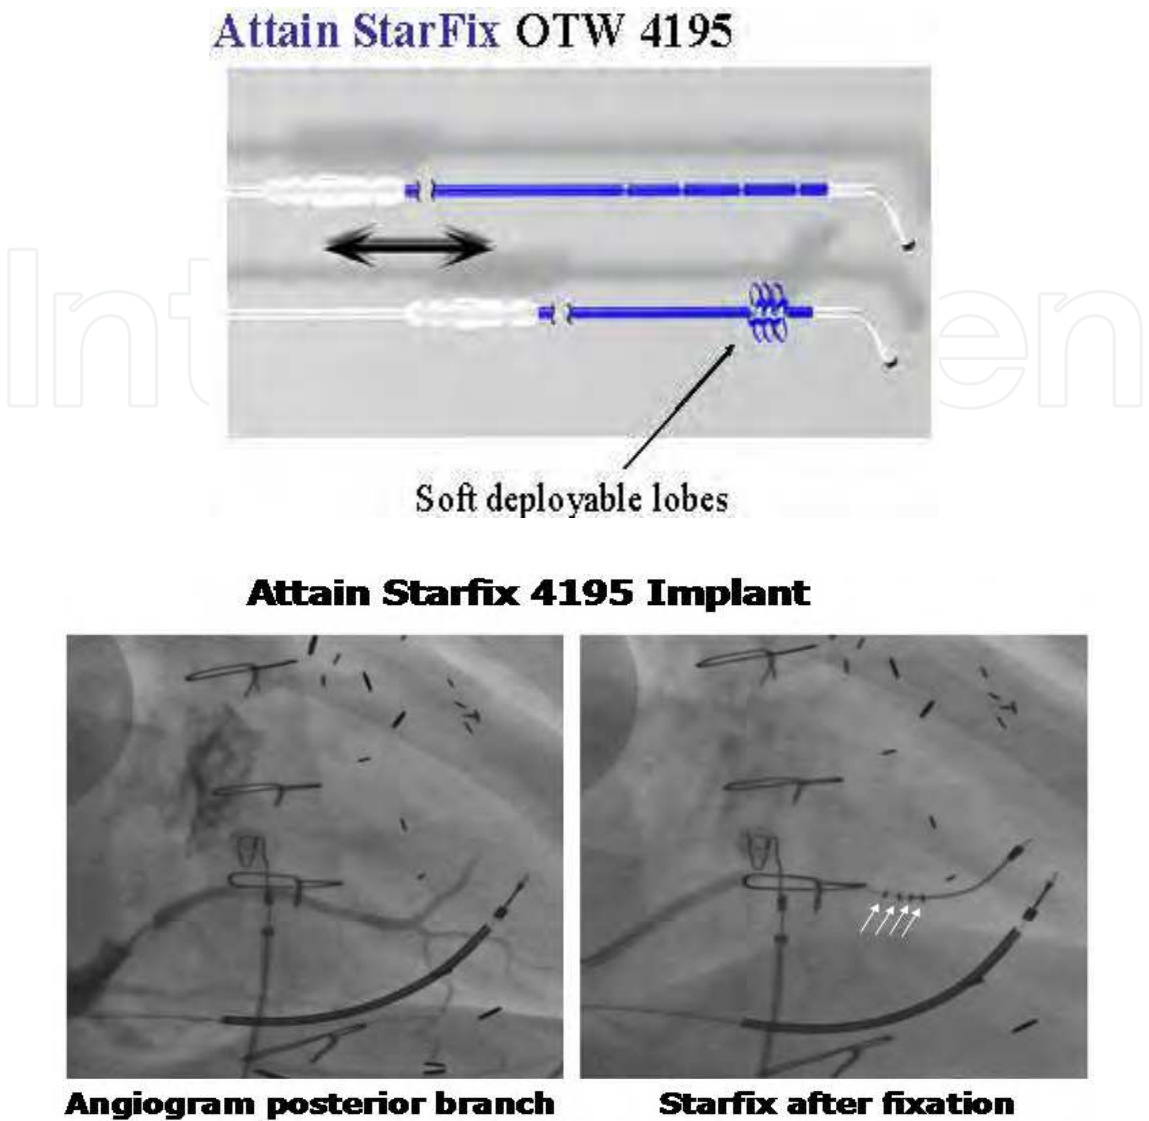 Attain StarFix OTW 4195
Soft deployable lobes
Attain Starfix 4195 Implant
Angiogram posterior branch
Starfix after fixation